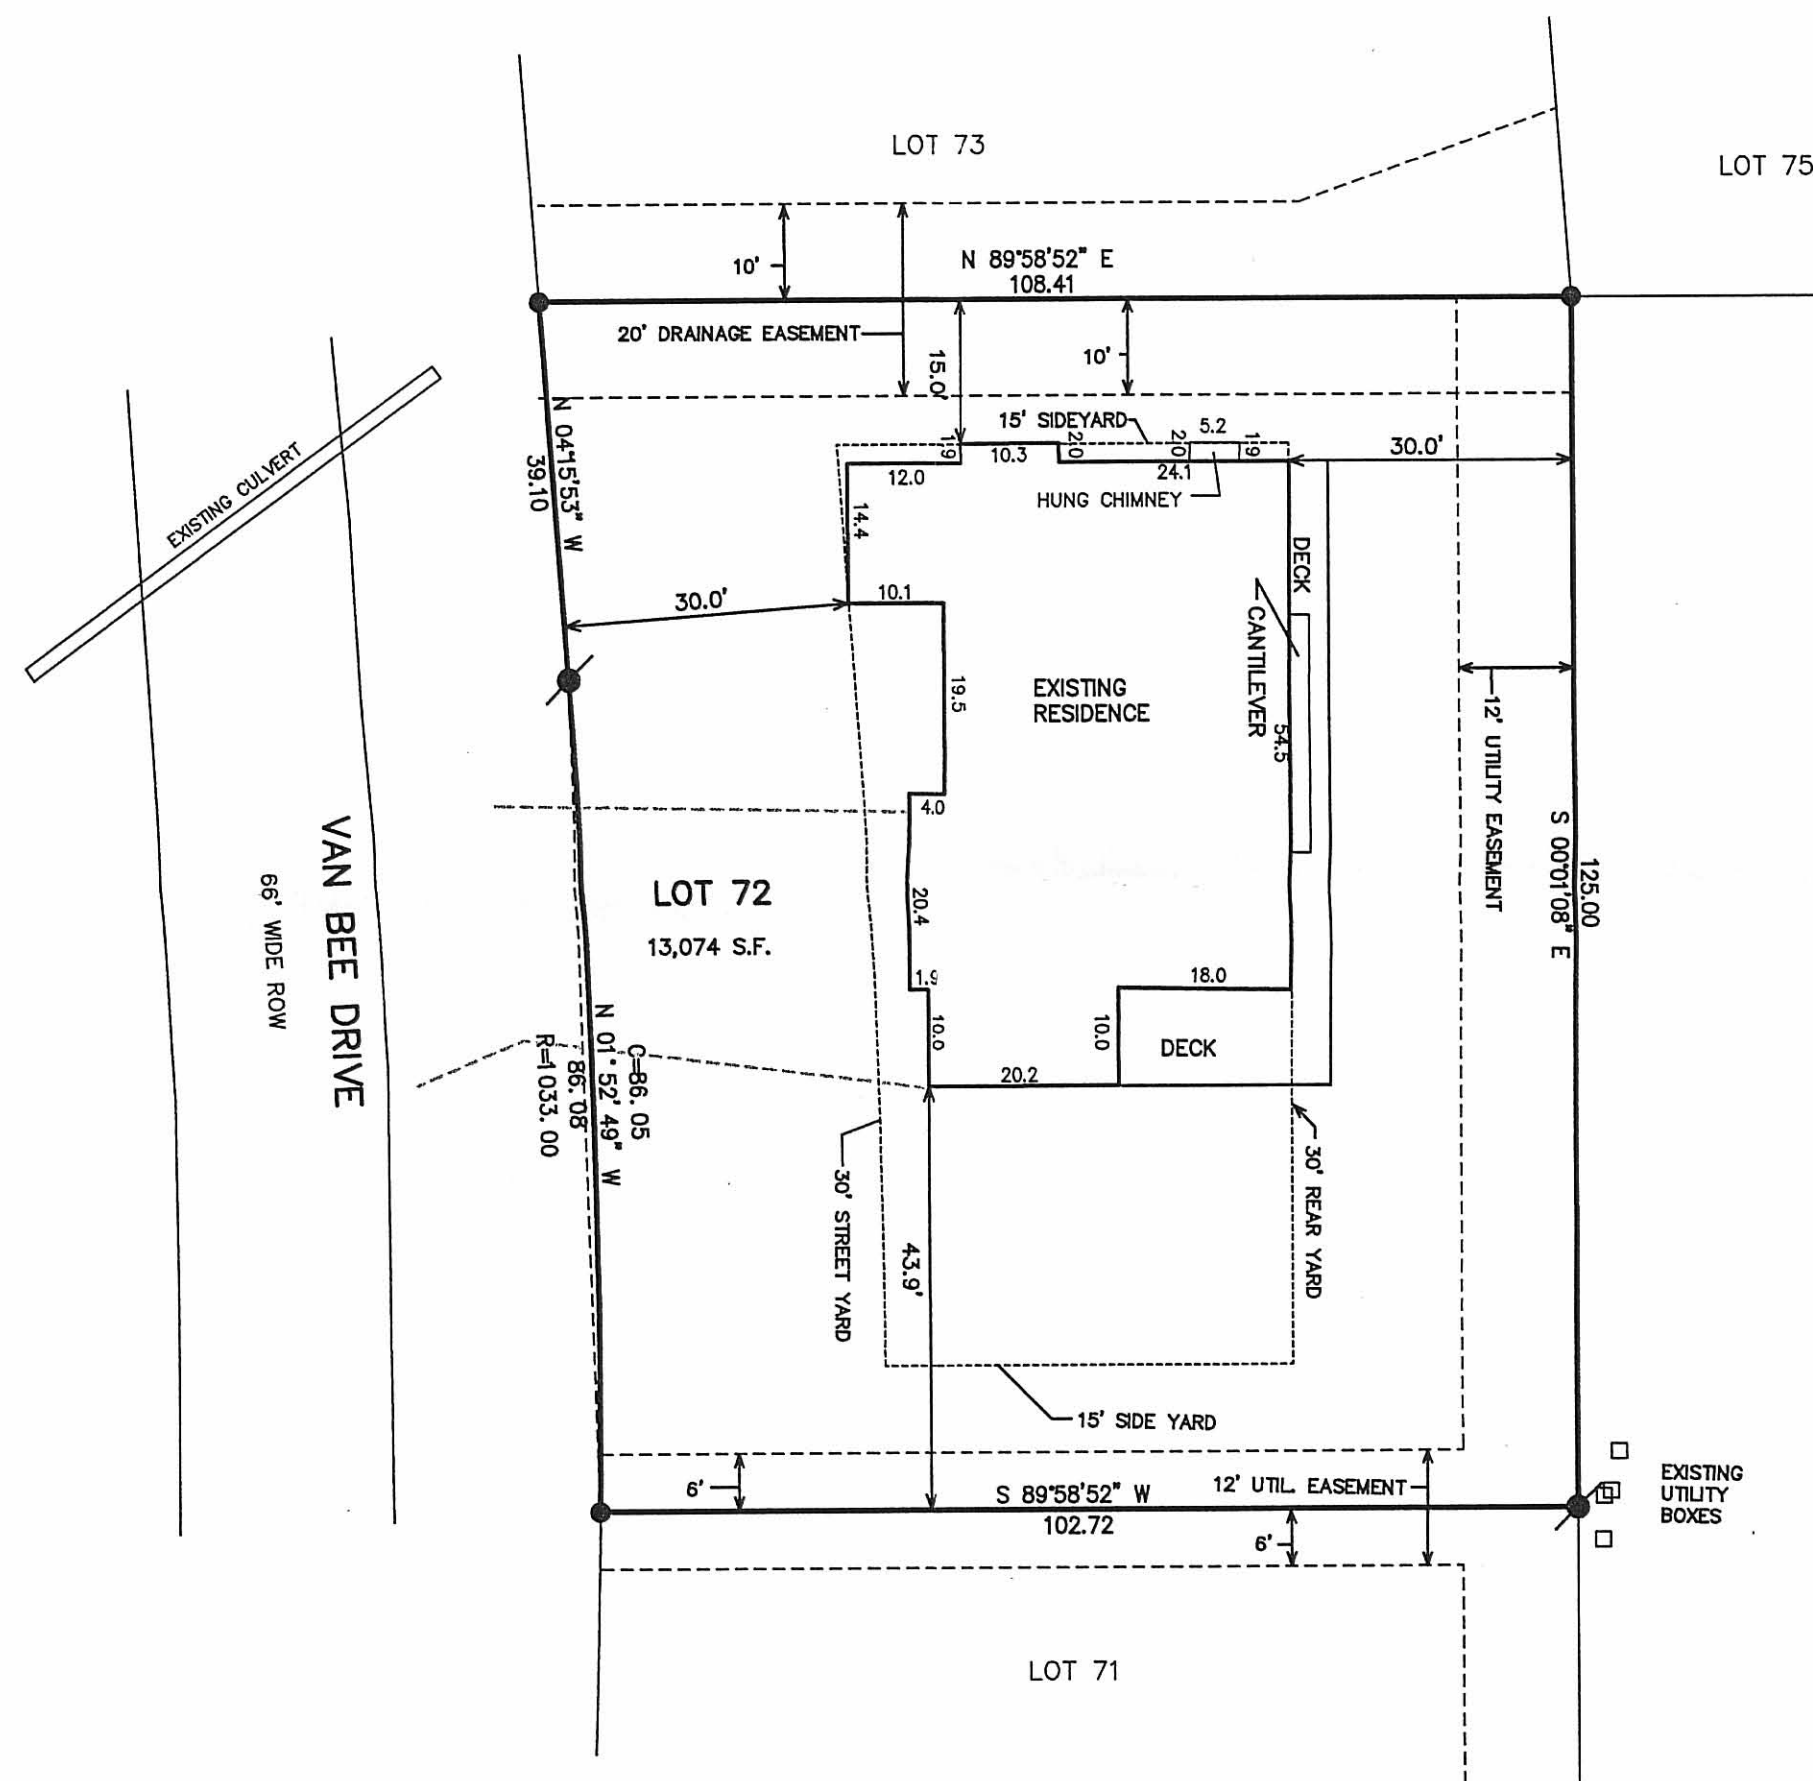 LOT 73
LOT 75
N 89°58'52" E
108.41
10'
20' DRAINAGE EASEMENT
15.0'
10'
15' SIDEYARD
5.2
19
10.3
20
20
19
30.0'
12.0
24.1
HUNG CHIMNEY
EXISTING CULVERT
N 04°15'53" W
39.10
14.4
DECK
30.0'
10.1
CANTILEVER
19.5
EXISTING
RESIDENCE
54.5
12' UTILITY EASEMENT
4.0
VAN BEE DRIVE
66' WIDE ROW
LOT 72
13,074 S.F.
20.4
S 00°01'08" E
125.00
1.9
18.0
10.0
10.0
DECK
20.2
C=86.05
N 01°52'49" W
86.08
R=1033.00
30' STREET YARD
43.9'
30' REAR YARD
15' SIDE YARD
6'
S 89°58'52" W
102.72
12' UTIL. EASEMENT
6'
EXISTING
UTILITY
BOXES
LOT 71